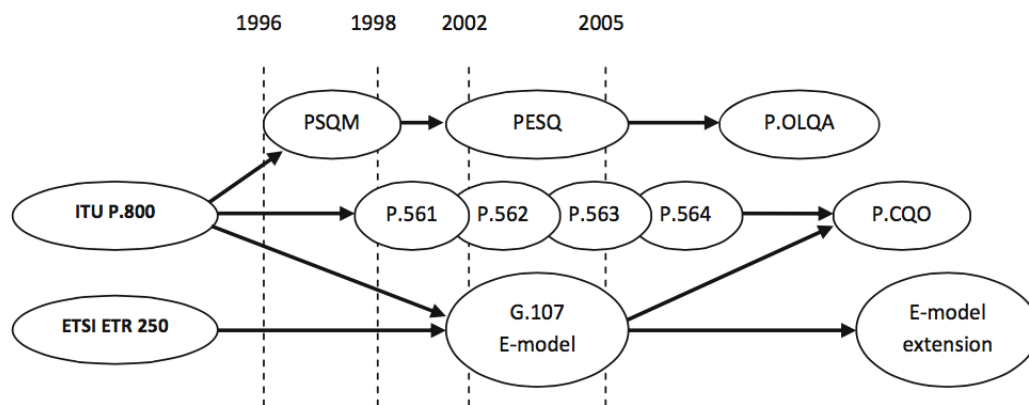 1996 1998 2002 2005
PSQM PESQ P.OLQA
ITU P.800 P.561 P.562 P.563 P.564 P.CQO
ETSI ETR 250 G.107 E-model
E-model extension